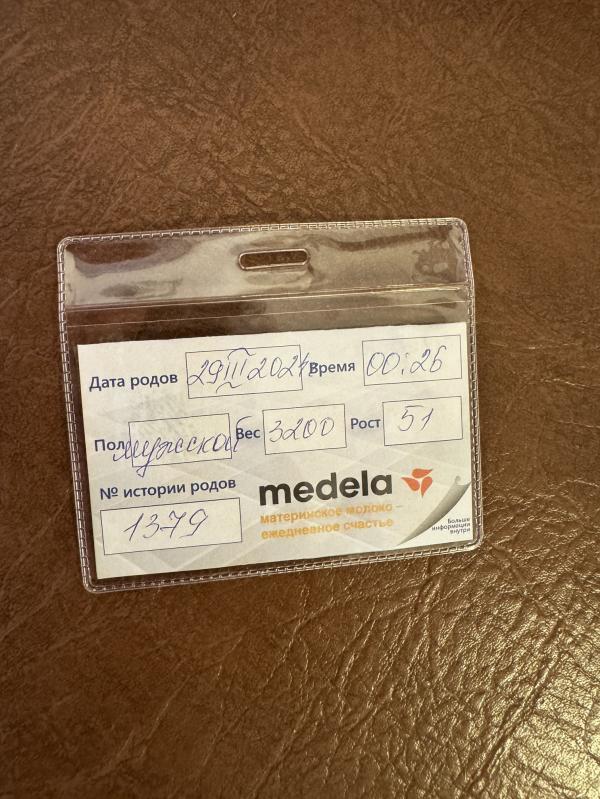 Дата родов 29 III 2024г Время 00:26
Пол мужской Вес 3200 Рост 51
№ истории родов
1379
medela
материнское молоко –
ежедневное счастье
Больше
информации
внутри